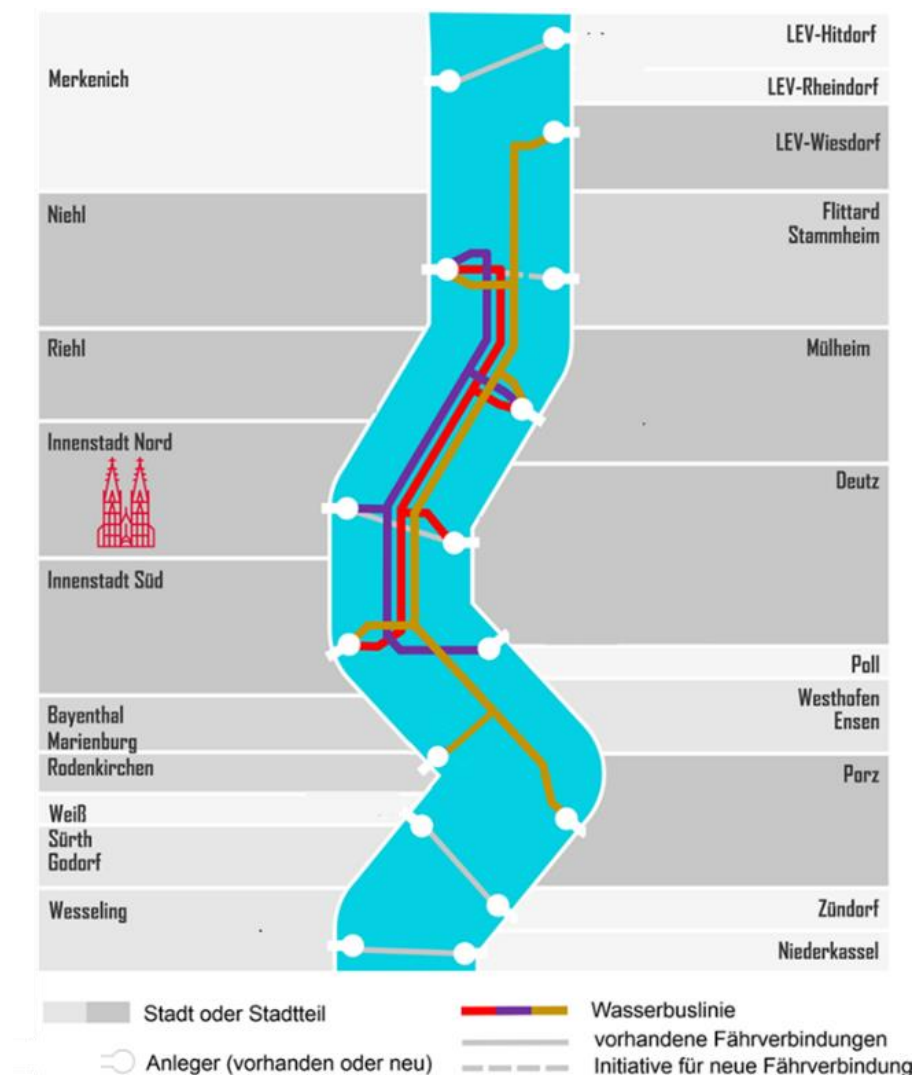 Merkenich
Niehl
Riehl
Innenstadt Nord
Innenstadt Süd
Bayenthal
Marienburg
Rodenkirchen
Weiß
Sürth
Godorf
Wesseling
LEV-Hitdorf
LEV-Rheindorf
LEV-Wiesdorf
Flittard
Stammheim
Mülheim
Deutz
Poll
Westhofen
Ensen
Porz
Zündorf
Niederkassel
Stadt oder Stadtteil
Anleger (vorhanden oder neu)
Wasserbuslinie
vorhandene Fährverbindungen
Initiative für neue Fährverbindung